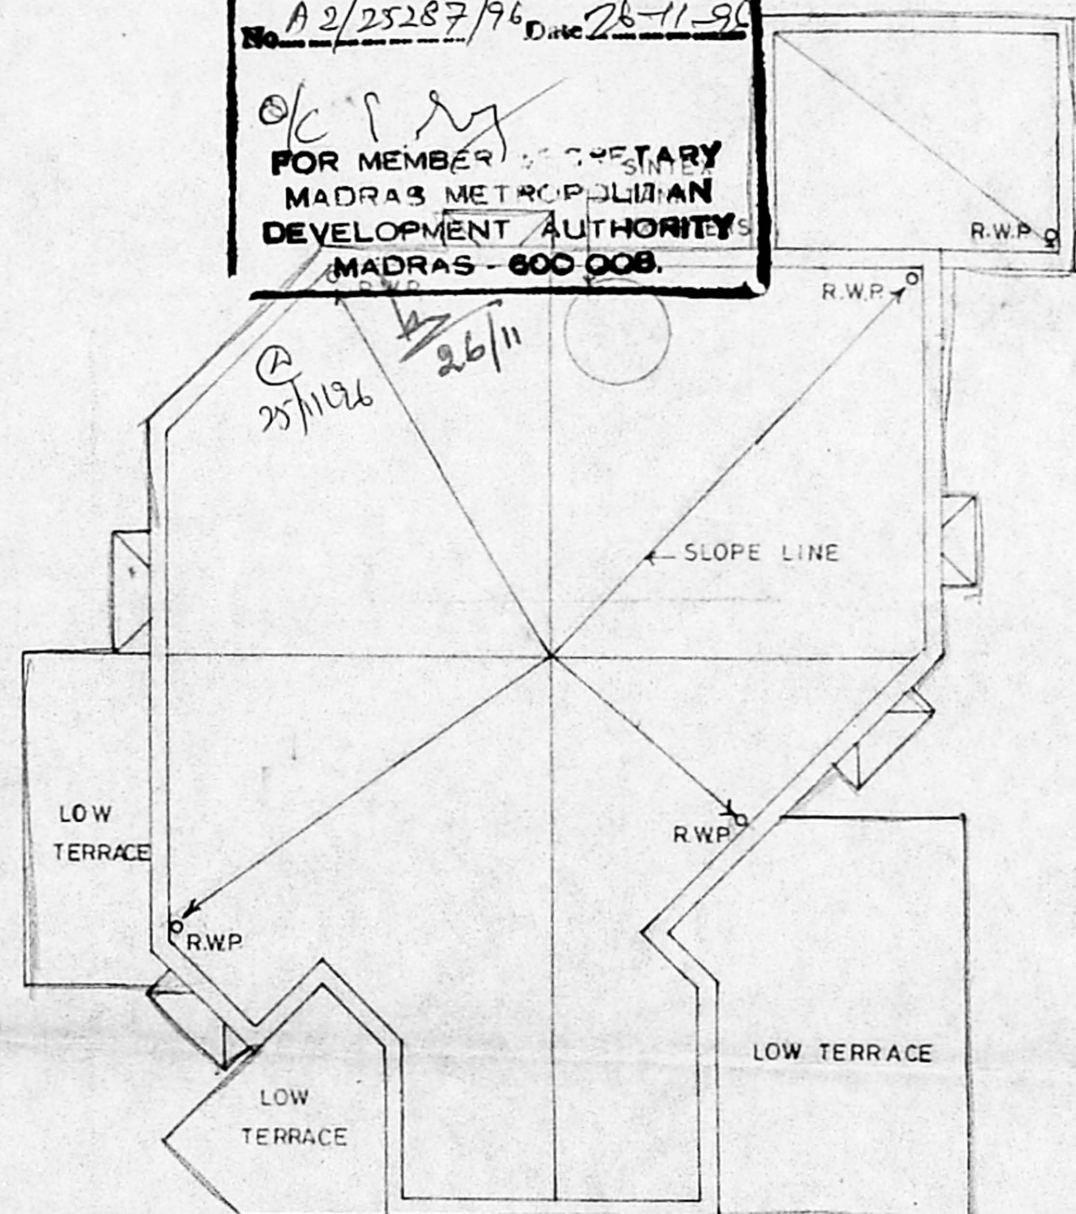 No. A2/25287/96 Date 26-11-96
FOR MEMBER SECRETARY
SINTEX
MADRAS METROPOLITAN
DEVELOPMENT AUTHORITY
MADRAS - 600 008.
R.W.P.
R.W.P.
R.W.P.
26/11
25/11/96
SLOPE LINE
LOW
TERRACE
R.W.P.
R.W.P.
LOW TERRACE
LOW
TERRACE